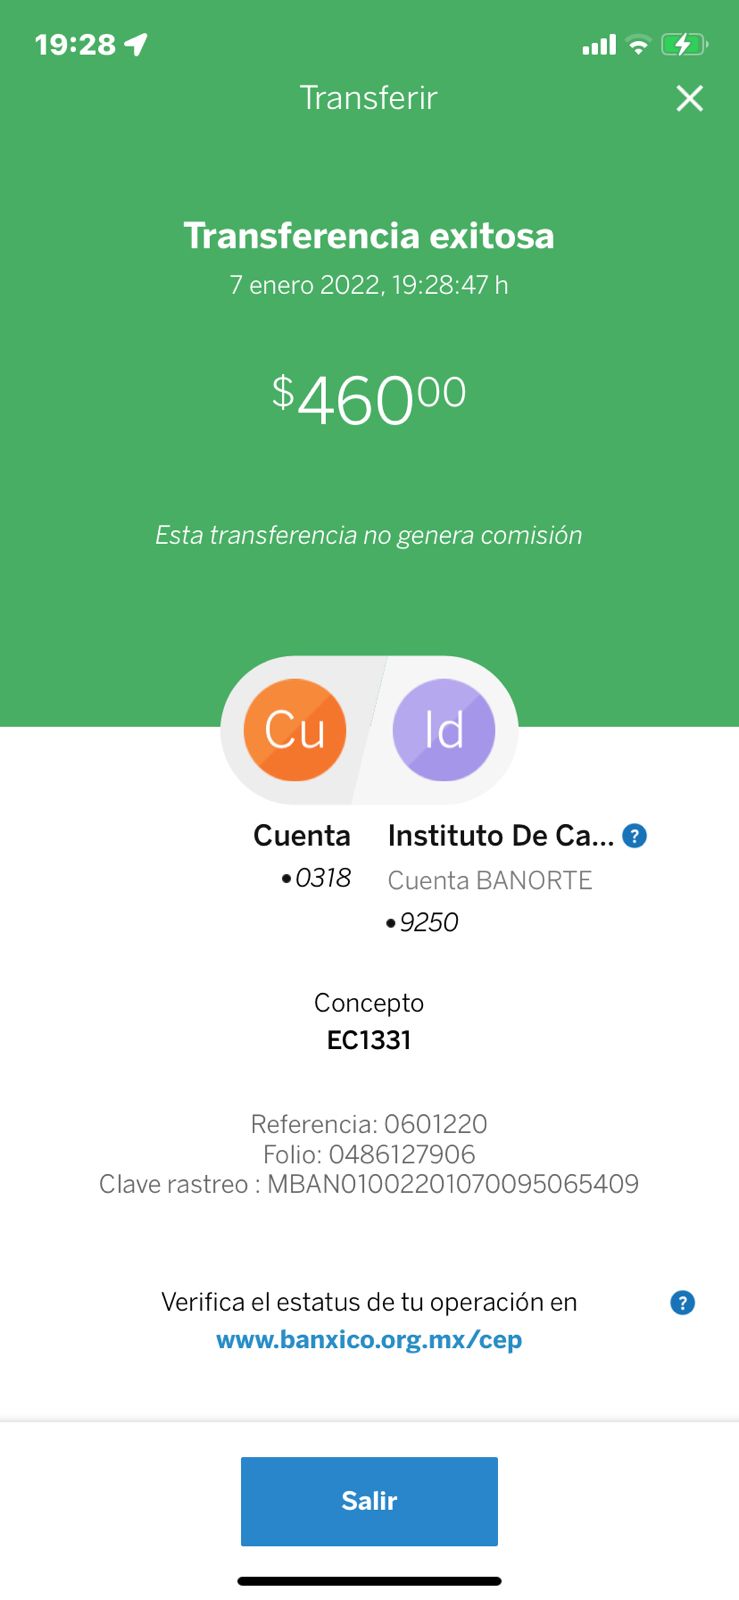 19:28
Transferir
Transferencia exitosa
7 enero 2022, 19:28:47 h
$46000
Esta transferencia no genera comisión
Cu Id
Cuenta Instituto De Ca... ?
•0318 Cuenta BANORTE
•9250
Concepto
EC1331
Referencia: 0601220
Folio: 0486127906
Clave rastreo : MBAN01002201070095065409
Verifica el estatus de tu operación en ?
www.banxico.org.mx/cep
Salir